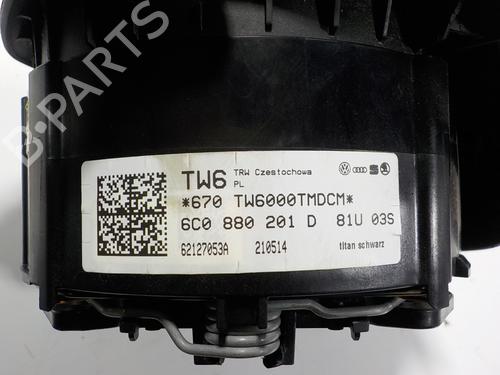 B-Parts
TW6 TRW Czestochowa
PL
*670 TW6000TMDCM*
6C0 880 201 D 81U 03S
62127053A 210514 titan schwarz